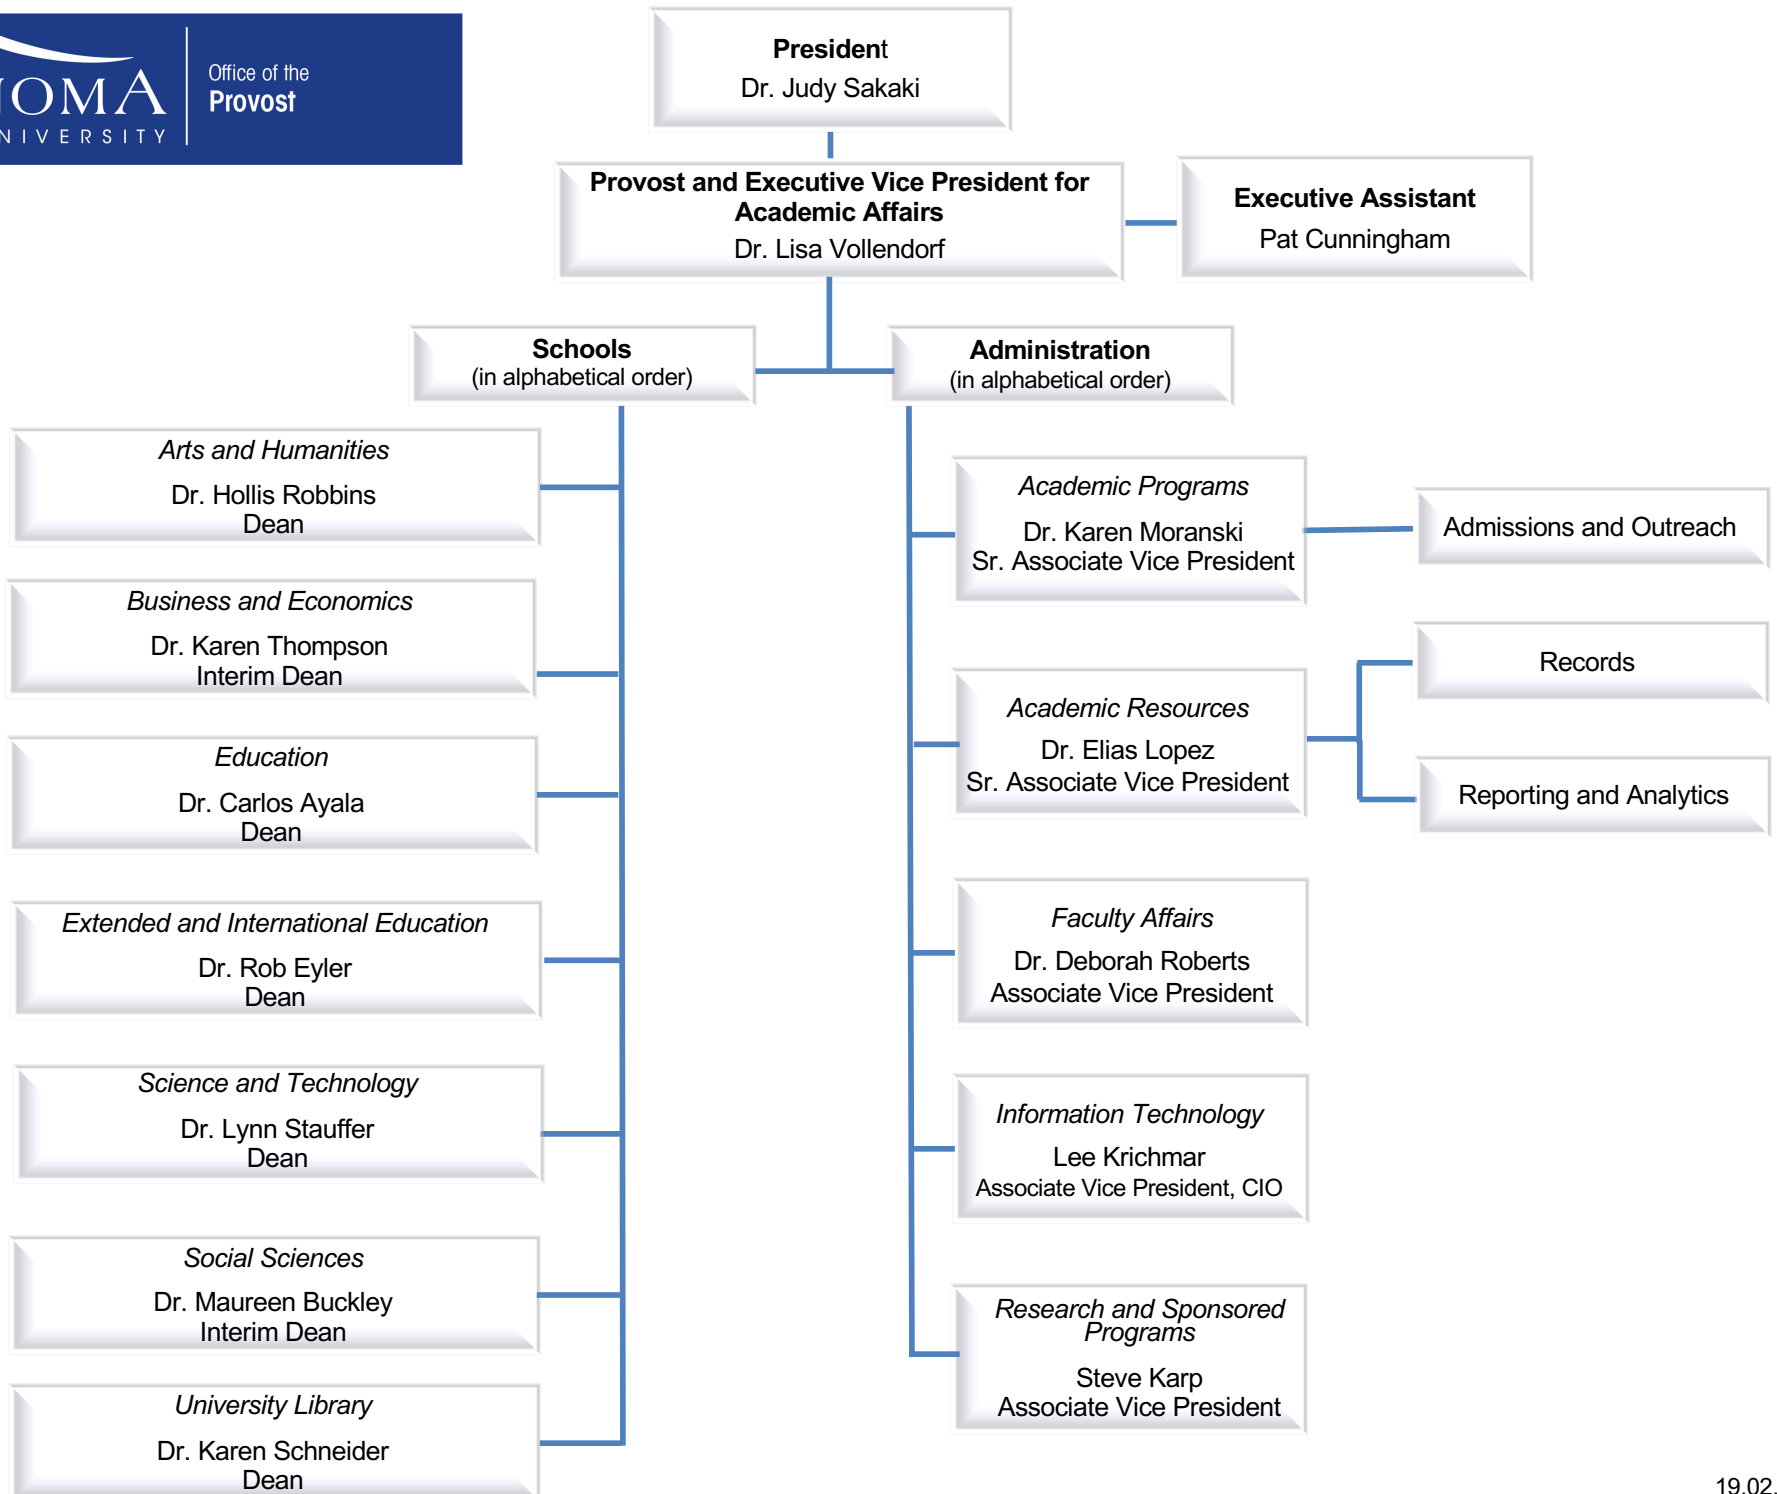 NOMA
NIVERSITY
Office of the
Provost
President
Dr. Judy Sakaki
Provost and Executive Vice President for
Academic Affairs
Dr. Lisa Vollendorf
Executive Assistant
Pat Cunningham
Schools
(in alphabetical order)
Administration
(in alphabetical order)
Arts and Humanities
Dr. Hollis Robbins
Dean
Business and Economics
Dr. Karen Thompson
Interim Dean
Education
Dr. Carlos Ayala
Dean
Extended and International Education
Dr. Rob Eyler
Dean
Science and Technology
Dr. Lynn Stauffer
Dean
Social Sciences
Dr. Maureen Buckley
Interim Dean
University Library
Dr. Karen Schneider
Dean
Academic Programs
Dr. Karen Moranski
Sr. Associate Vice President
Admissions and Outreach
Academic Resources
Dr. Elias Lopez
Sr. Associate Vice President
Records
Reporting and Analytics
Faculty Affairs
Dr. Deborah Roberts
Associate Vice President
Information Technology
Lee Krichmar
Associate Vice President, CIO
Research and Sponsored
Programs
Steve Karp
Associate Vice President
19.02.